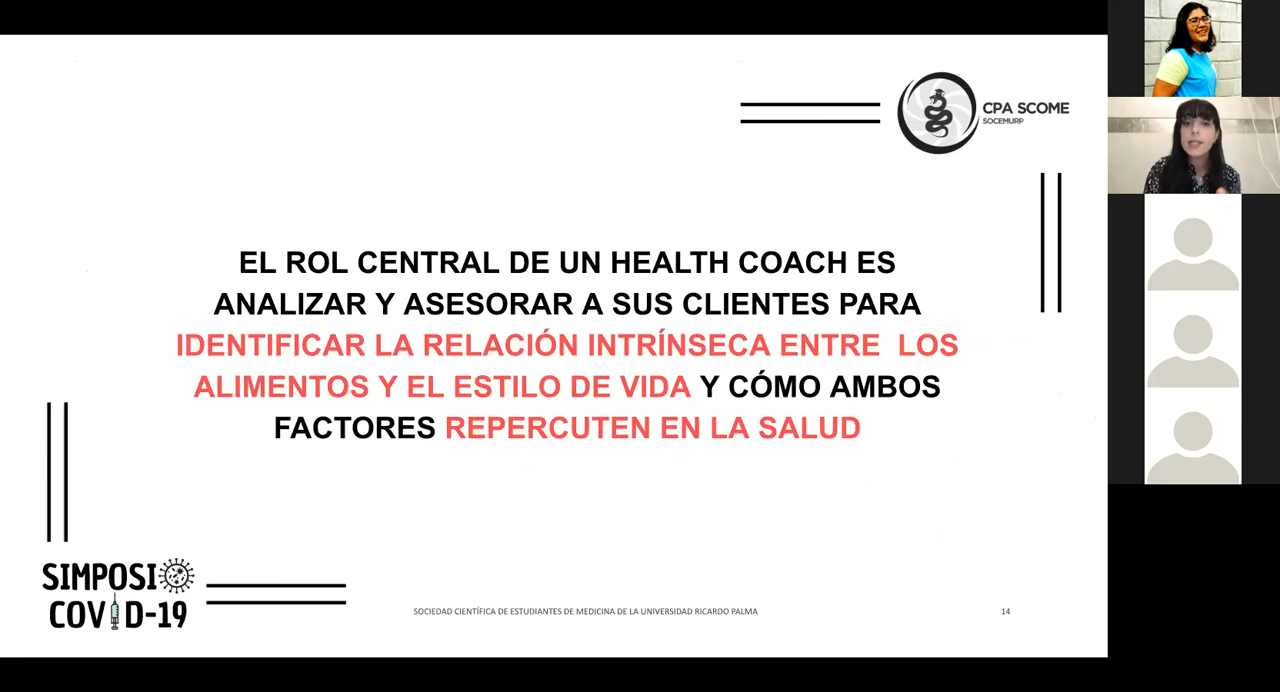 CPA SCOME
SOCEMURP
EL ROL CENTRAL DE UN HEALTH COACH ES
ANALIZAR Y ASESORAR A SUS CLIENTES PARA
IDENTIFICAR LA RELACIÓN INTRÍNSECA ENTRE LOS
ALIMENTOS Y EL ESTILO DE VIDA Y CÓMO AMBOS
FACTORES REPERCUTEN EN LA SALUD
SIMPOSIO
COVID-19
SOCIEDAD CIENTÍFICA DE ESTUDIANTES DE MEDICINA DE LA UNIVERSIDAD RICARDO PALMA
14